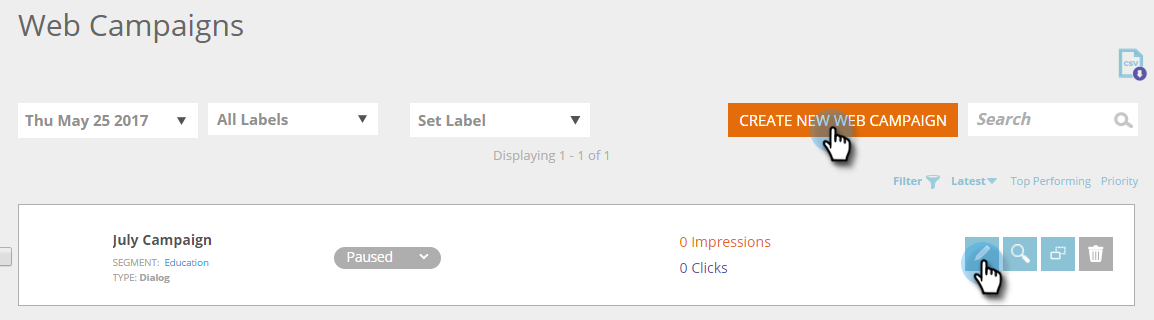 Web Campaigns
CSV
Thu May 25 2017
All Labels
Set Label
CREATE NEW WEB CAMPAIGN
Search
Displaying 1 - 1 of 1
Filter
Latest
Top Performing
Priority
July Campaign
SEGMENT: Education
TYPE: Dialog
Paused
0 Impressions
0 Clicks